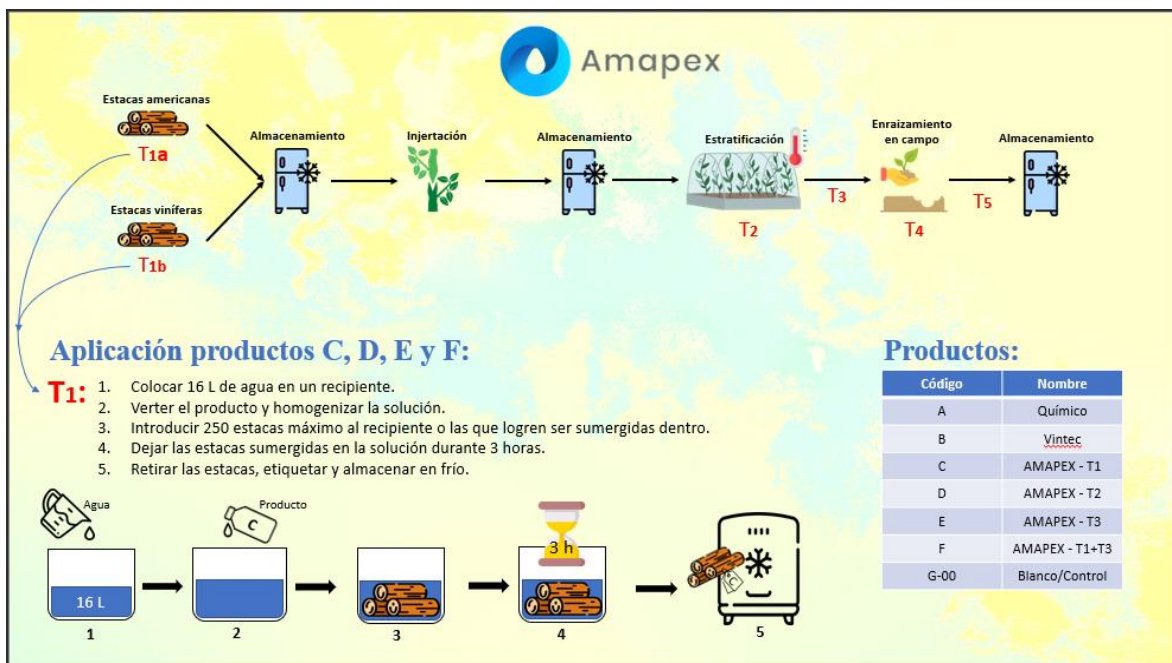 Amapex
Estacas americanas
T1a
Estacas viníferas
T1b
Almacenamiento
Injertación
Almacenamiento
Estratificación
T2
T3
Enraizamiento
en campo
T4
T5
Almacenamiento
Aplicación productos C, D, E y F:
T1:
1. Colocar 16 L de agua en un recipiente.
2. Verter el producto y homogenizar la solución.
3. Introducir 250 estacas máximo al recipiente o las que logren ser sumergidas dentro.
4. Dejar las estacas sumergidas en la solución durante 3 horas.
5. Retirar las estacas, etiquetar y almacenar en frío.
Agua
16 L
1
Producto
C
2
3
3 h
4
C
5
Productos:
Código Nombre
A Químico
B Vintec
C AMAPEX - T1
D AMAPEX - T2
E AMAPEX - T3
F AMAPEX - T1+T3
G-00 Blanco/Control